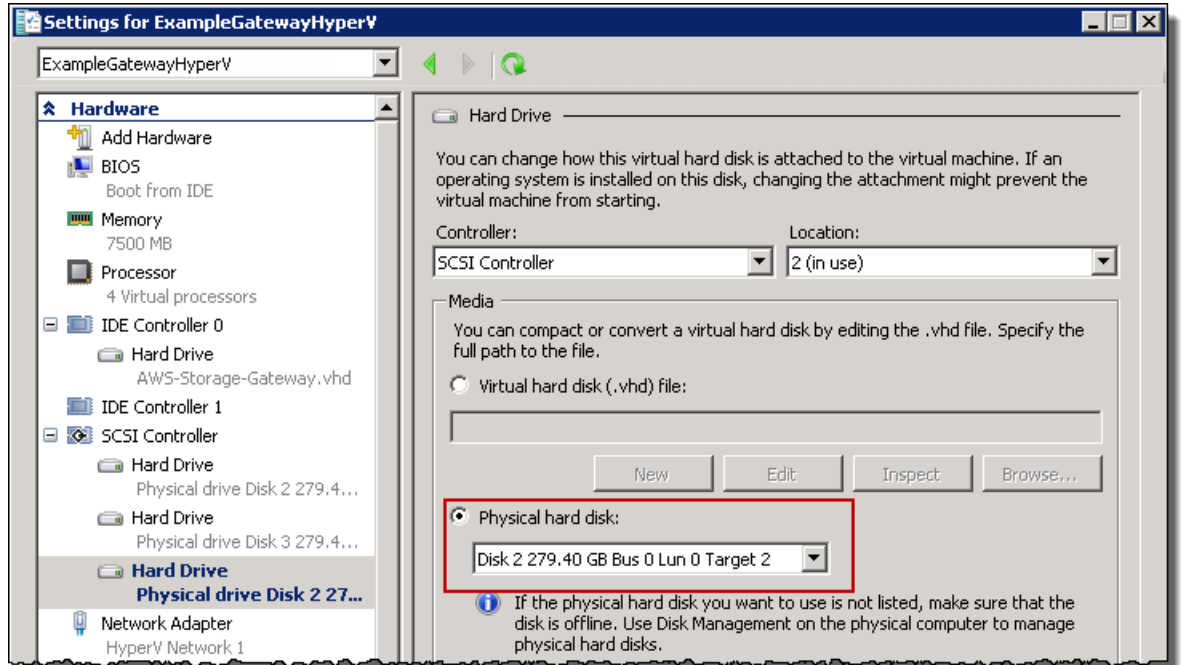 Settings for ExampleGatewayHyperV
ExampleGatewayHyperV
Hardware
Add Hardware
BIOS
Boot from IDE
Memory
7500 MB
Processor
4 Virtual processors
IDE Controller 0
Hard Drive
AWS-Storage-Gateway.vhd
IDE Controller 1
SCSI Controller
Hard Drive
Physical drive Disk 2 279.4...
Hard Drive
Physical drive Disk 3 279.4...
Hard Drive
Physical drive Disk 2 27...
Network Adapter
HyperV Network 1
Hard Drive
You can change how this virtual hard disk is attached to the virtual machine. If an
operating system is installed on this disk, changing the attachment might prevent the
virtual machine from starting.
Controller:
Location:
SCSI Controller
2 (in use)
Media
You can compact or convert a virtual hard disk by editing the .vhd file. Specify the
full path to the file.
Virtual hard disk (.vhd) file:
New
Edit
Inspect
Browse...
Physical hard disk:
Disk 2 279.40 GB Bus 0 Lun 0 Target 2
If the physical hard disk you want to use is not listed, make sure that the
disk is offline. Use Disk Management on the physical computer to manage
physical hard disks.